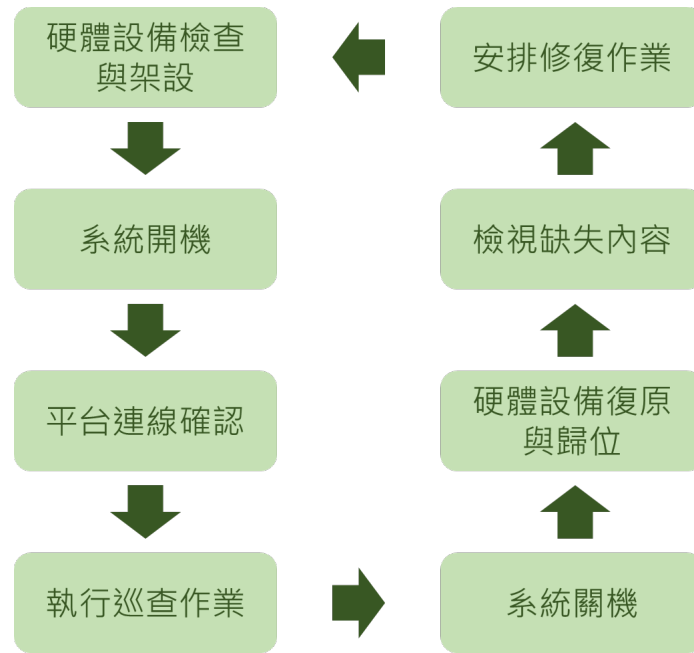 硬體設備檢查
與架設
系統開機
平台連線確認
執行巡查作業
系統關機
硬體設備復原
與歸位
檢視缺失內容
安排修復作業